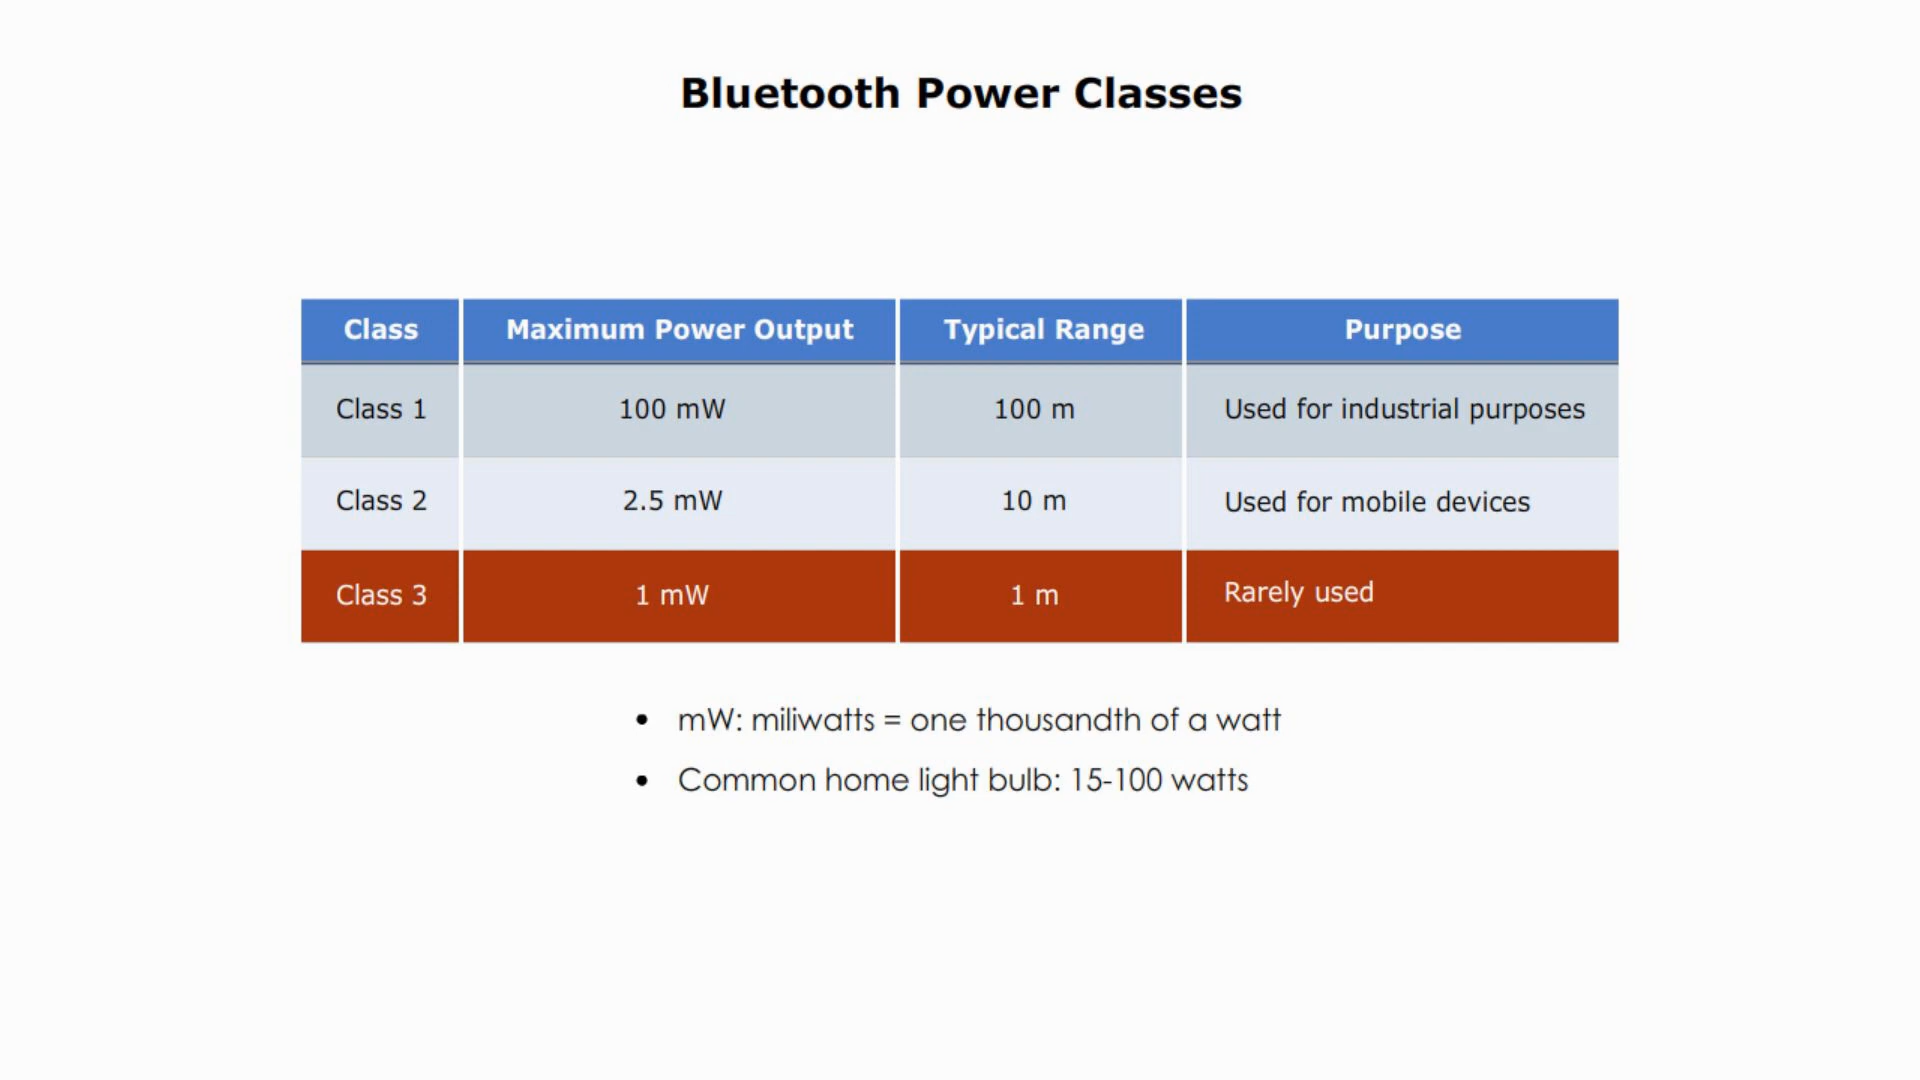 Bluetooth Power Classes
Class Maximum Power Output Typical Range Purpose
Class 1 100 mW 100 m Used for industrial purposes
Class 2 2.5 mW 10 m Used for mobile devices
Class 3 1 mW 1 m Rarely used
• mW: miliwatts = one thousandth of a watt
• Common home light bulb: 15-100 watts